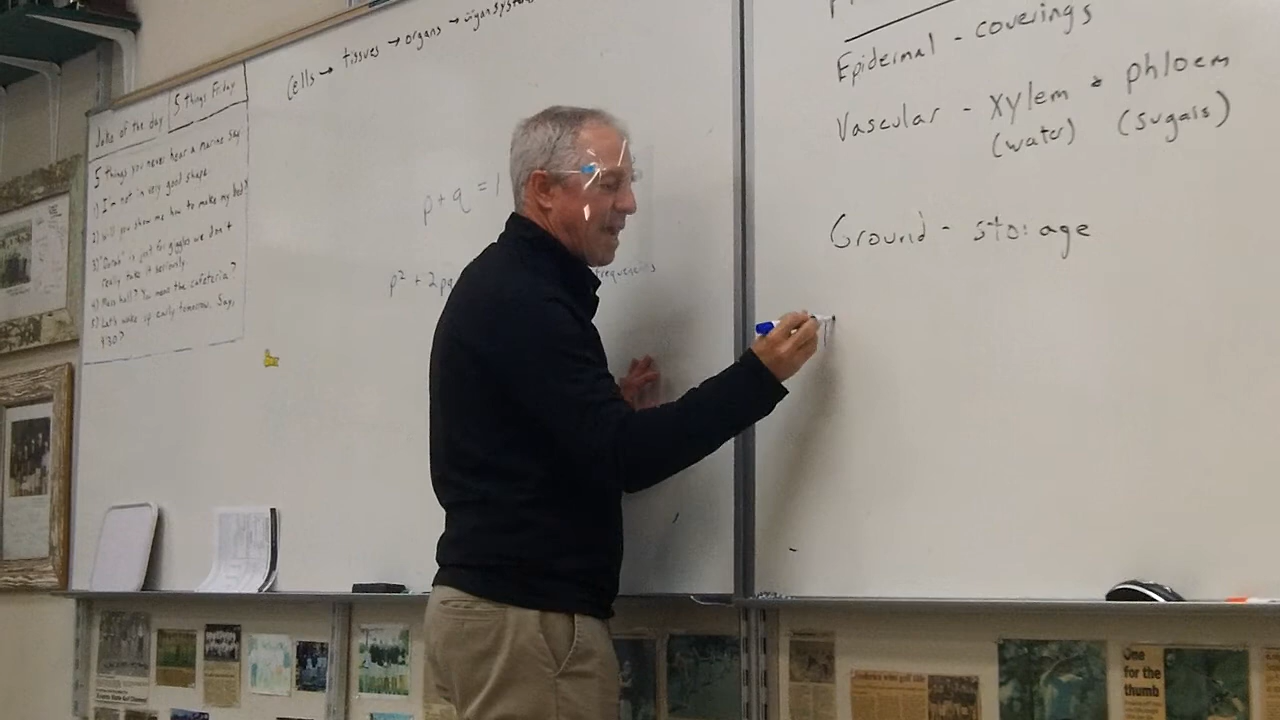 Joke of the day
5 things Friday
5 things you never hear a marine say
1) I'm not in very good shape.
2) Will you show me how to make my bed?
3) "Oorah" is just for giggles we don't
really take it seriously
4) Mess hall? You mean the cafeteria?
5) Let's wake up early tomorrow. Say,
430?
Cells → tissues → organs → organ systems
p + q = 1
p² + 2pq
frequencies
Epidermal - coverings
Vascular - xylem & phloem
(water) (sugars)
Ground - storage
One
for the
thumb